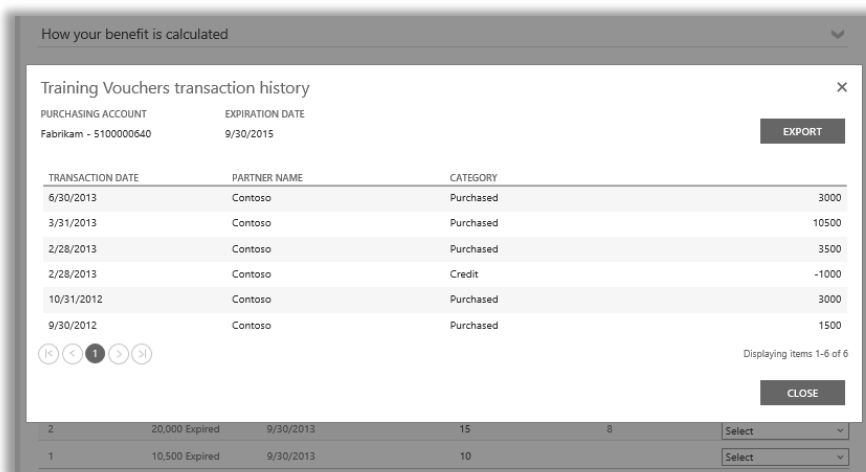 How your benefit is calculated
Training Vouchers transaction history
PURCHASING ACCOUNT EXPIRATION DATE
Fabrikam - 5100000640 9/30/2015
EXPORT
TRANSACTION DATE PARTNER NAME CATEGORY
6/30/2013 Contoso Purchased 3000
3/31/2013 Contoso Purchased 10500
2/28/2013 Contoso Purchased 3500
2/28/2013 Contoso Credit -1000
10/31/2012 Contoso Purchased 3000
9/30/2012 Contoso Purchased 1500
1
Displaying items 1-6 of 6
CLOSE
2 20,000 Expired 9/30/2013 15 8 Select
1 10,500 Expired 9/30/2013 10 Select